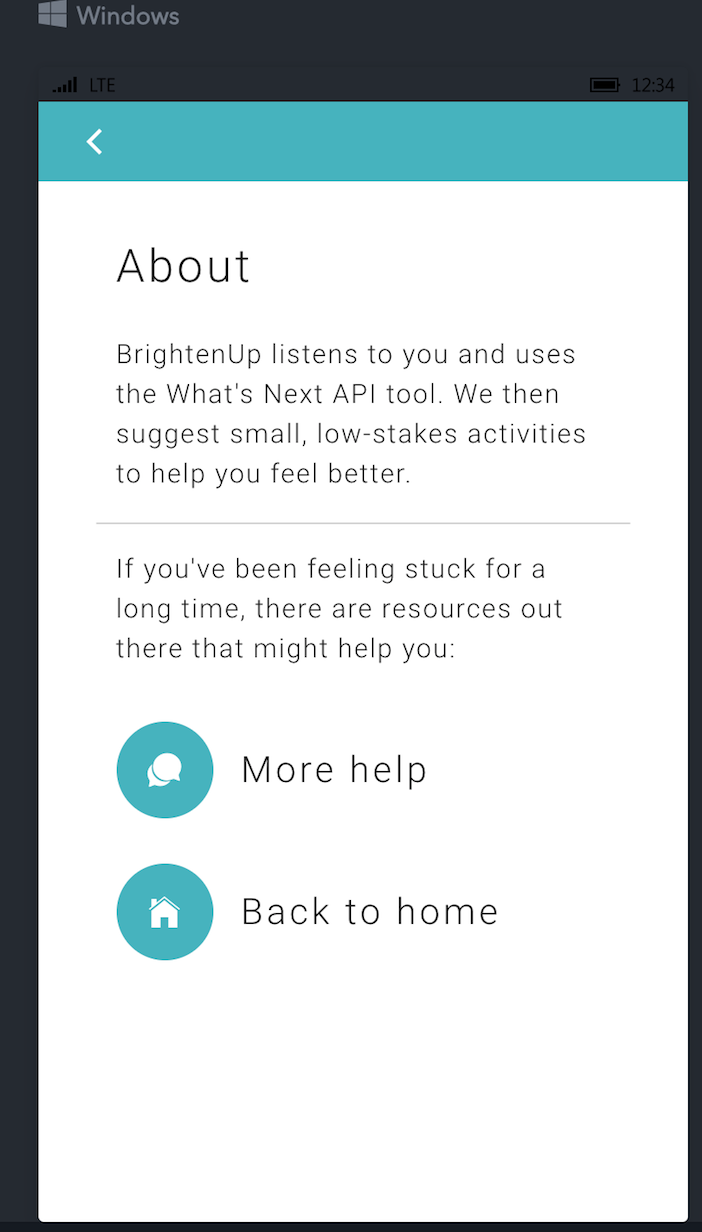 Windows
LTE 12:34
About
BrightenUp listens to you and uses
the What's Next API tool. We then
suggest small, low-stakes activities
to help you feel better.
If you've been feeling stuck for a
long time, there are resources out
there that might help you:
More help
Back to home